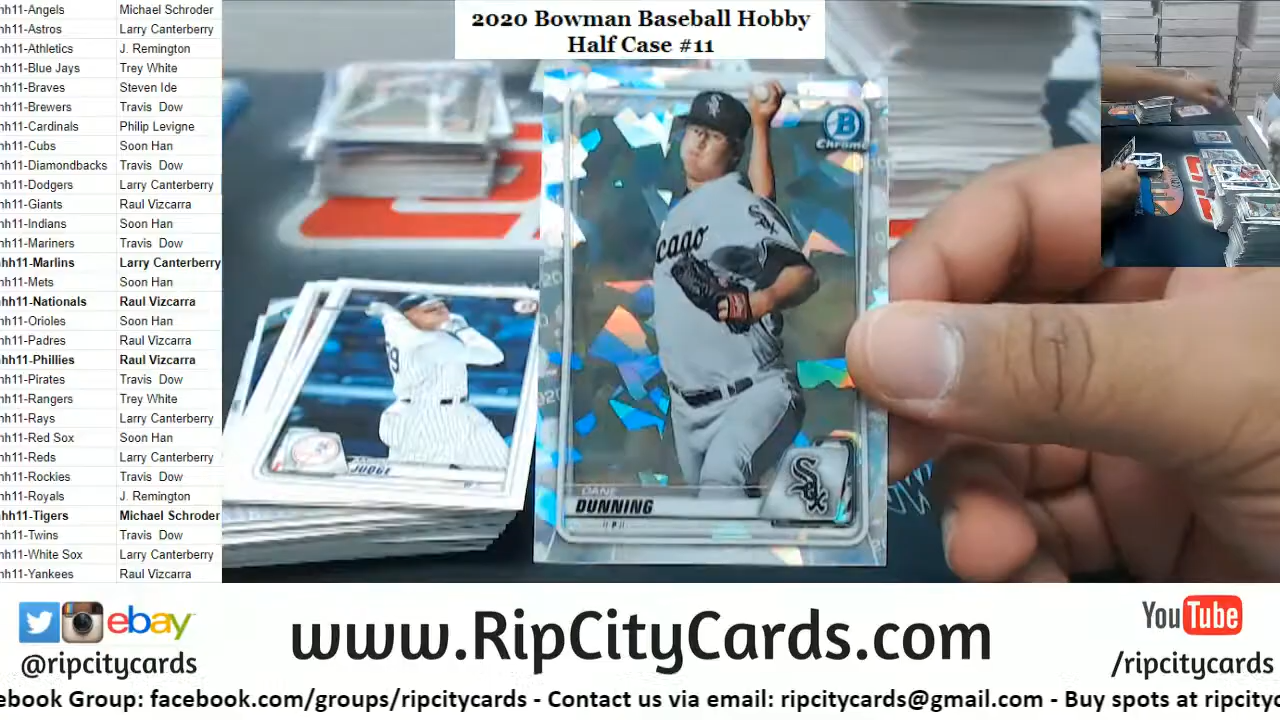 2020 Bowman Baseball Hobby
Half Case #11
hh11-Angels Michael Schroder
hh11-Astros Larry Canterberry
hh11-Athletics J. Remington
hh11-Blue Jays Trey White
hh11-Braves Steven Ide
hh11-Brewers Travis Dow
hh11-Cardinals Philip Levigne
hh11-Cubs Soon Han
hh11-Diamondbacks Travis Dow
hh11-Dodgers Larry Canterberry
hh11-Giants Raul Vizcarra
hh11-Indians Soon Han
hh11-Mariners Travis Dow
hh11-Marlins Larry Canterberry
hh11-Mets Soon Han
hh11-Nationals Raul Vizcarra
hh11-Orioles Soon Han
hh11-Padres Raul Vizcarra
hh11-Phillies Raul Vizcarra
hh11-Pirates Travis Dow
hh11-Rangers Trey White
hh11-Rays Larry Canterberry
hh11-Red Sox Soon Han
hh11-Reds Larry Canterberry
hh11-Rockies Travis Dow
hh11-Royals J. Remington
hh11-Tigers Michael Schroder
hh11-Twins Travis Dow
hh11-White Sox Larry Canterberry
hh11-Yankees Raul Vizcarra
B
Chrome
Sox
Sox
cago
99
JUDGE
DANE
DUNNING
P
Sox
ebay
@ripcitycards
www.RipCityCards.com
YouTube
/ripcitycards
ebook Group: facebook.com/groups/ripcitycards - Contact us via email: ripcitycards@gmail.com - Buy spots at ripcityc